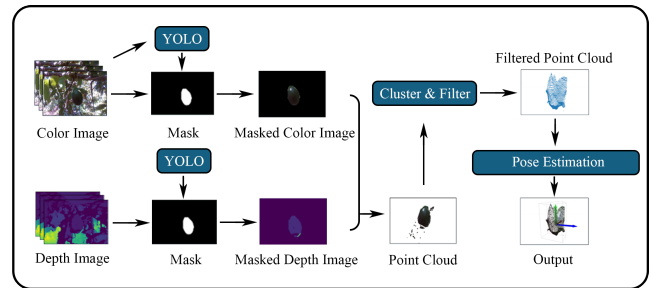 YOLO
Color Image
Mask
Masked Color Image
YOLO
Depth Image
Mask
Masked Depth Image
Point Cloud
Cluster & Filter
Filtered Point Cloud
Pose Estimation
Output